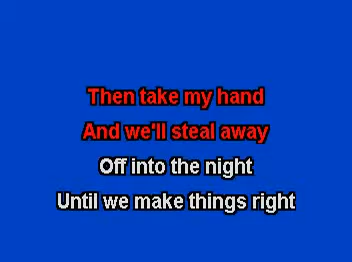 Then take my hand
And we'll steal away
Off into the night
Until we make things right